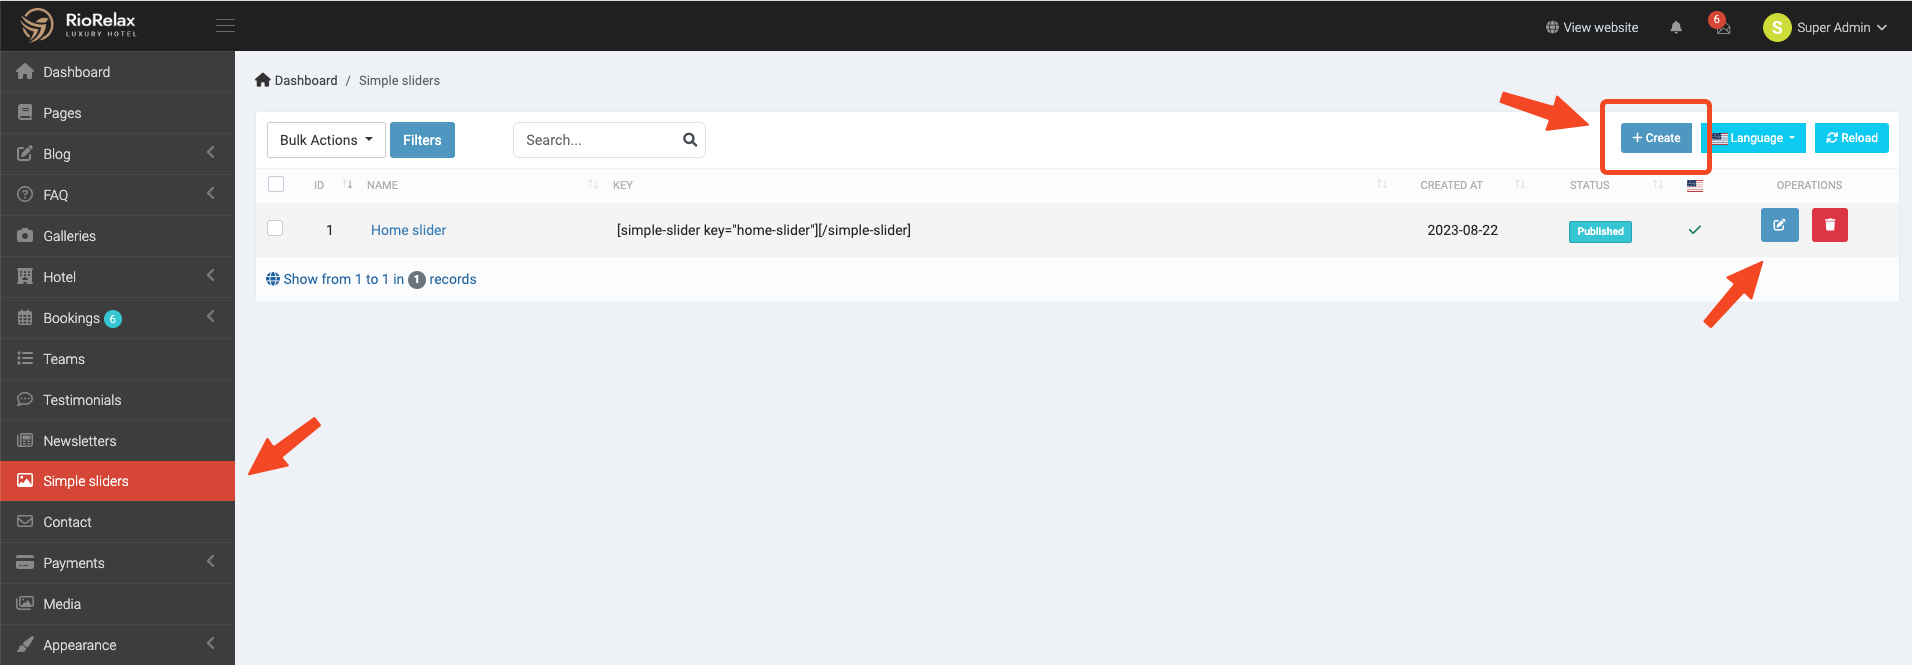 RioRelax
LUXURY HOTEL
View website
6
S
Super Admin
Dashboard
Pages
Blog
FAQ
Galleries
Hotel
Bookings 6
Teams
Testimonials
Newsletters
Simple sliders
Contact
Payments
Media
Appearance
Dashboard / Simple sliders
Bulk Actions
Filters
Search...
+ Create
Language
Reload
ID NAME KEY CREATED AT STATUS OPERATIONS
1 Home slider [simple-slider key="home-slider"][/simple-slider] 2023-08-22 Published
Show from 1 to 1 in 1 records